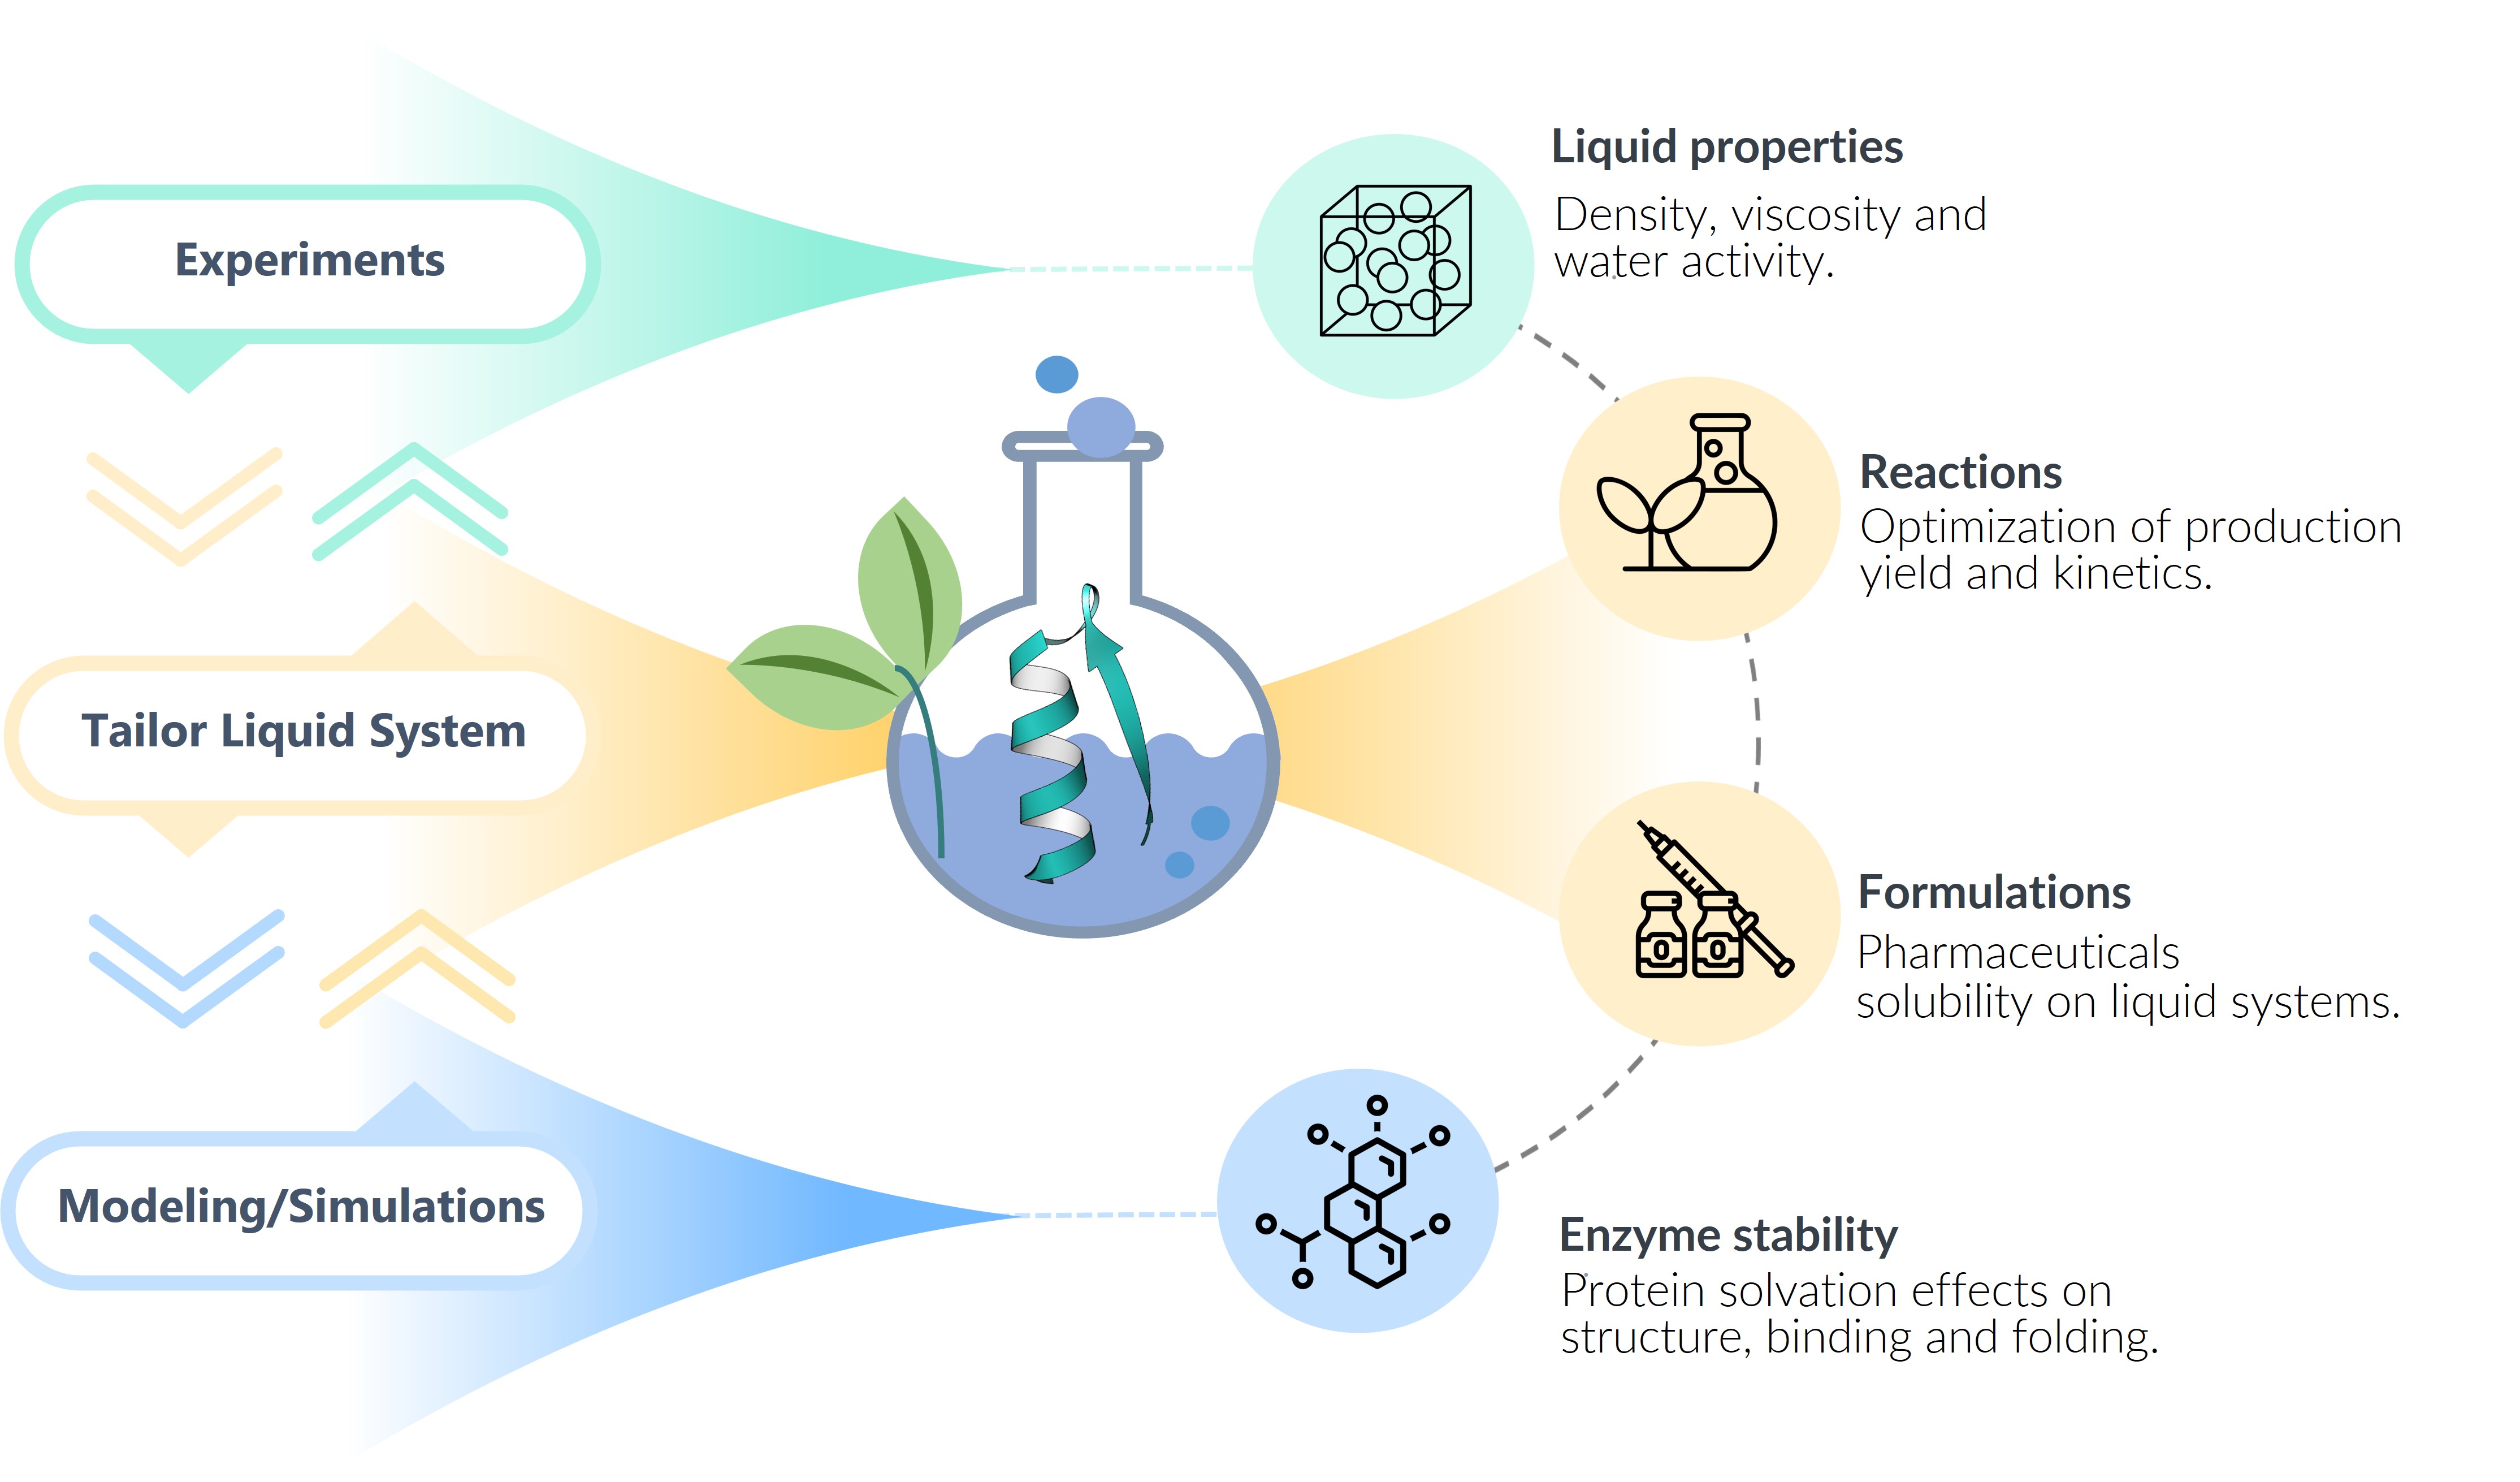 Experiments
Tailor Liquid System
Modeling/Simulations
Liquid properties
Density, viscosity and
water activity.
Reactions
Optimization of production
yield and kinetics.
Formulations
Pharmaceuticals
solubility on liquid systems.
Enzyme stability
Protein solvation effects on
structure, binding and folding.